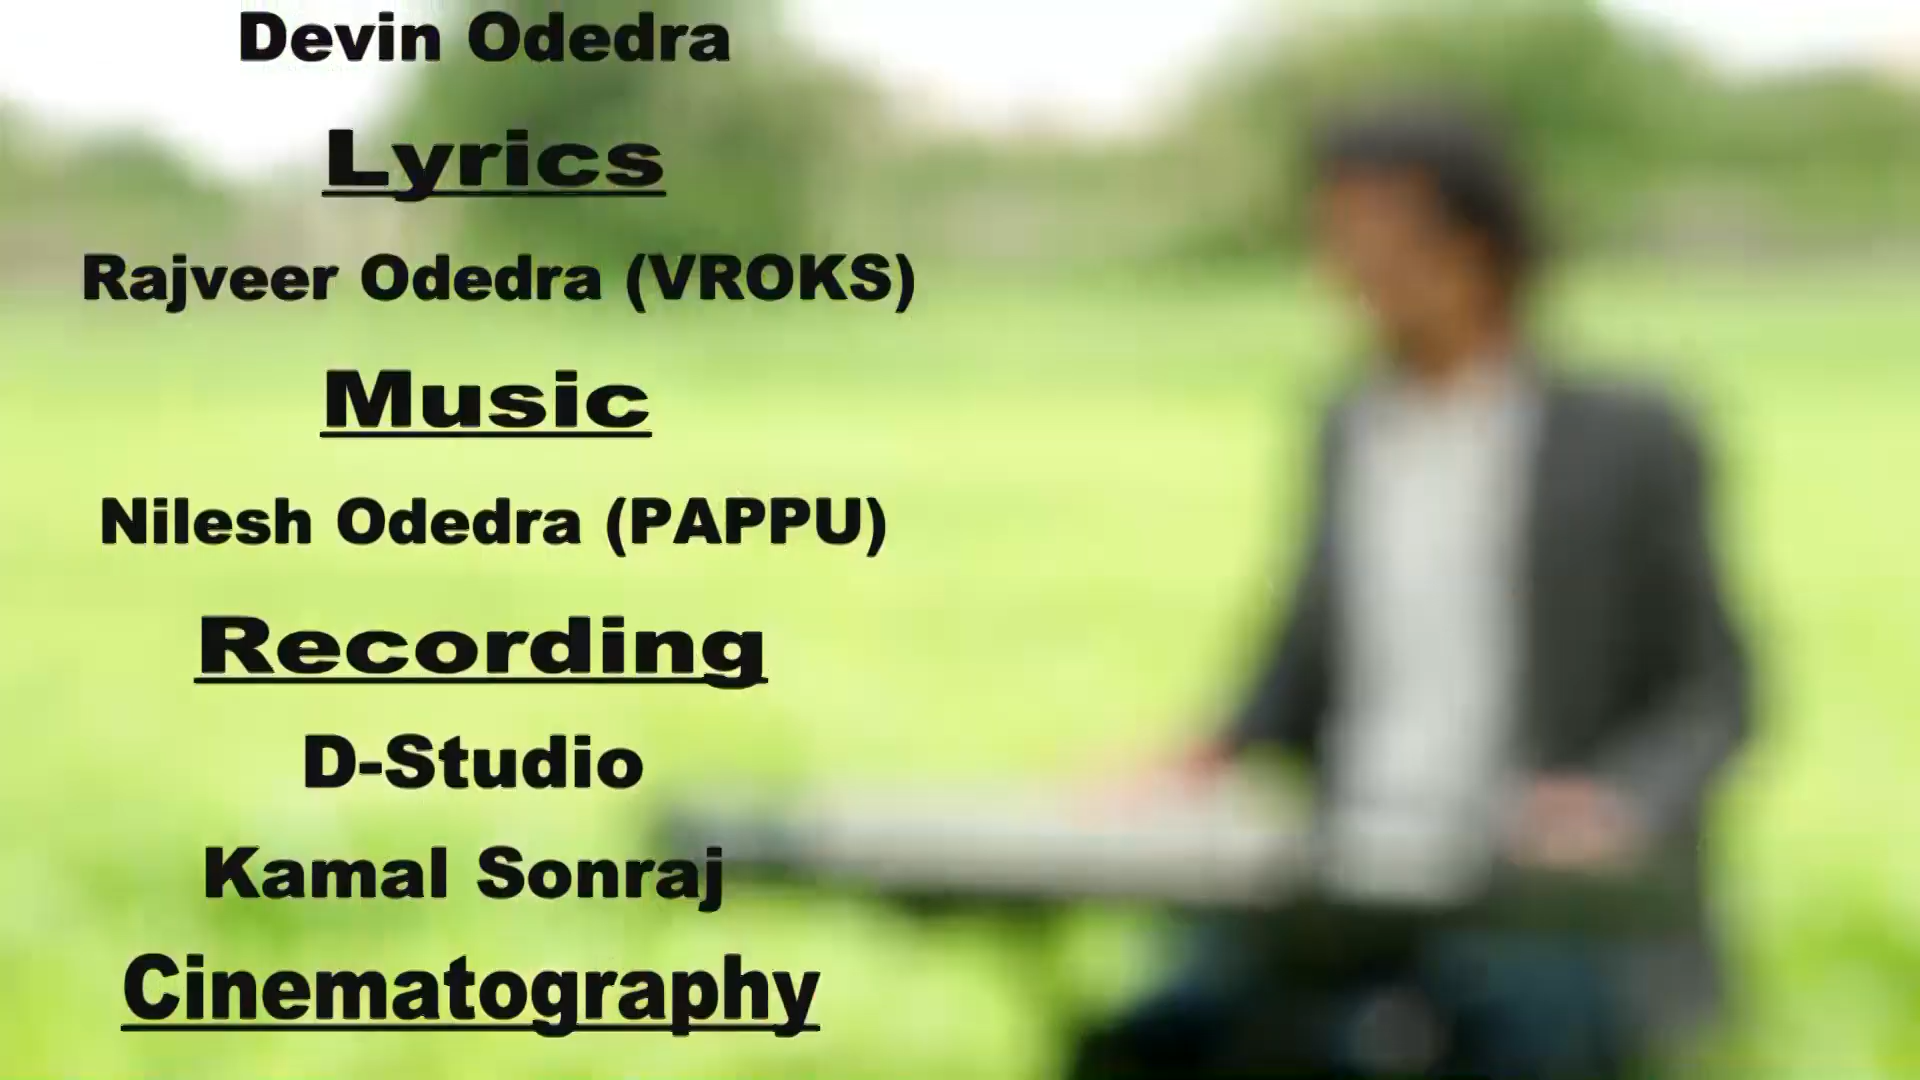 Devin Odedra
Lyrics
Rajveer Odedra (VROKS)
Music
Nilesh Odedra (PAPPU)
Recording
D-Studio
Kamal Sonraj
Cinematography